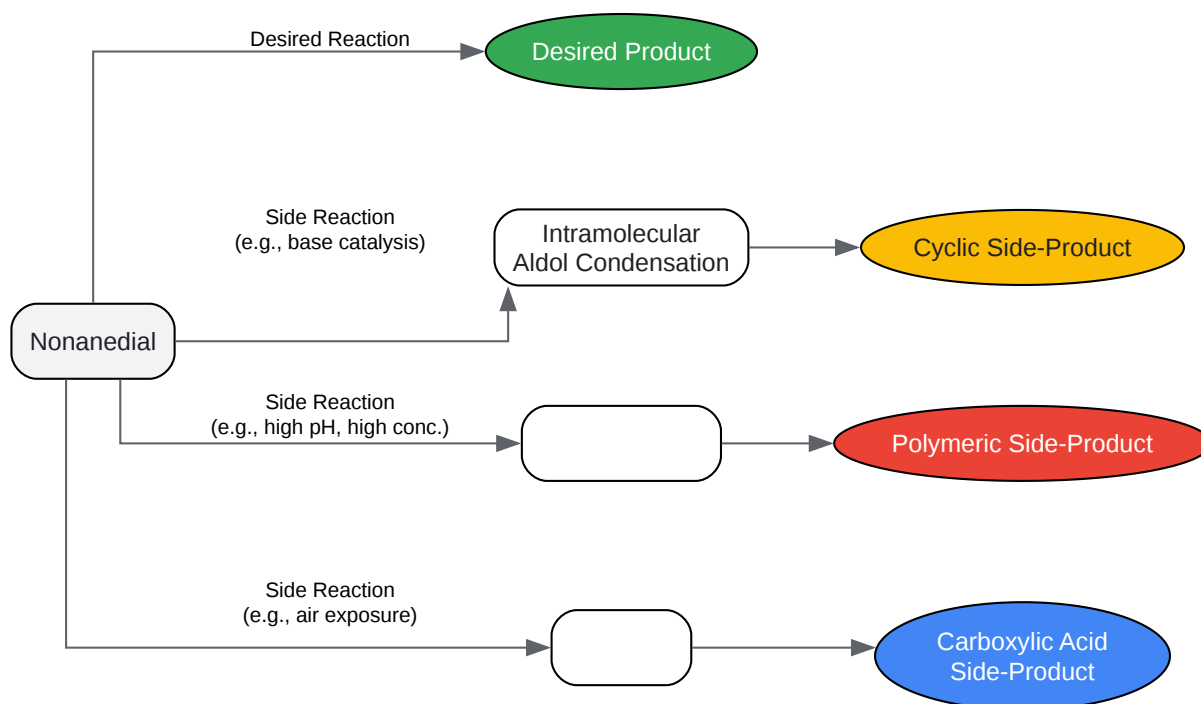 Desired Reaction
Desired Product
Side Reaction
(e.g., base catalysis)
Intramolecular
Aldol Condensation
Cyclic Side-Product
Nonanedial
Side Reaction
(e.g., high pH, high conc.)
Polymeric Side-Product
Side Reaction
(e.g., air exposure)
Carboxylic Acid
Side-Product